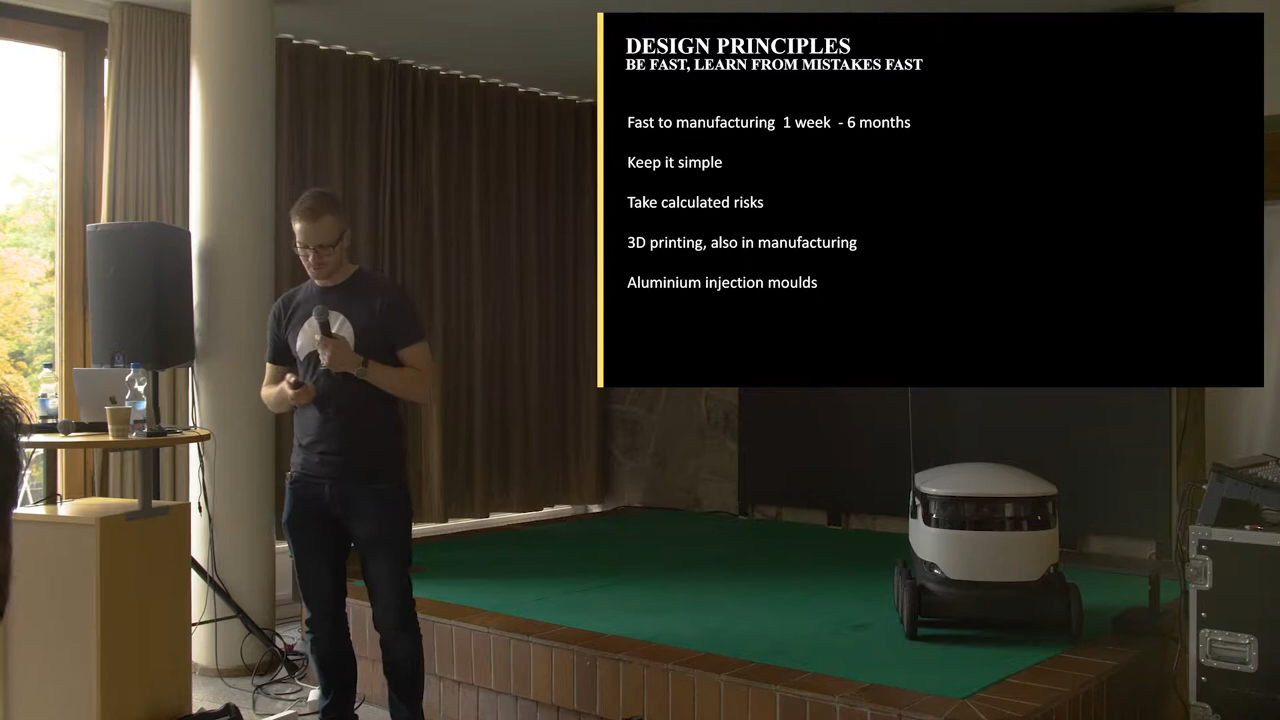 DESIGN PRINCIPLES
BE FAST, LEARN FROM MISTAKES FAST
Fast to manufacturing 1 week - 6 months
Keep it simple
Take calculated risks
3D printing, also in manufacturing
Aluminium injection moulds